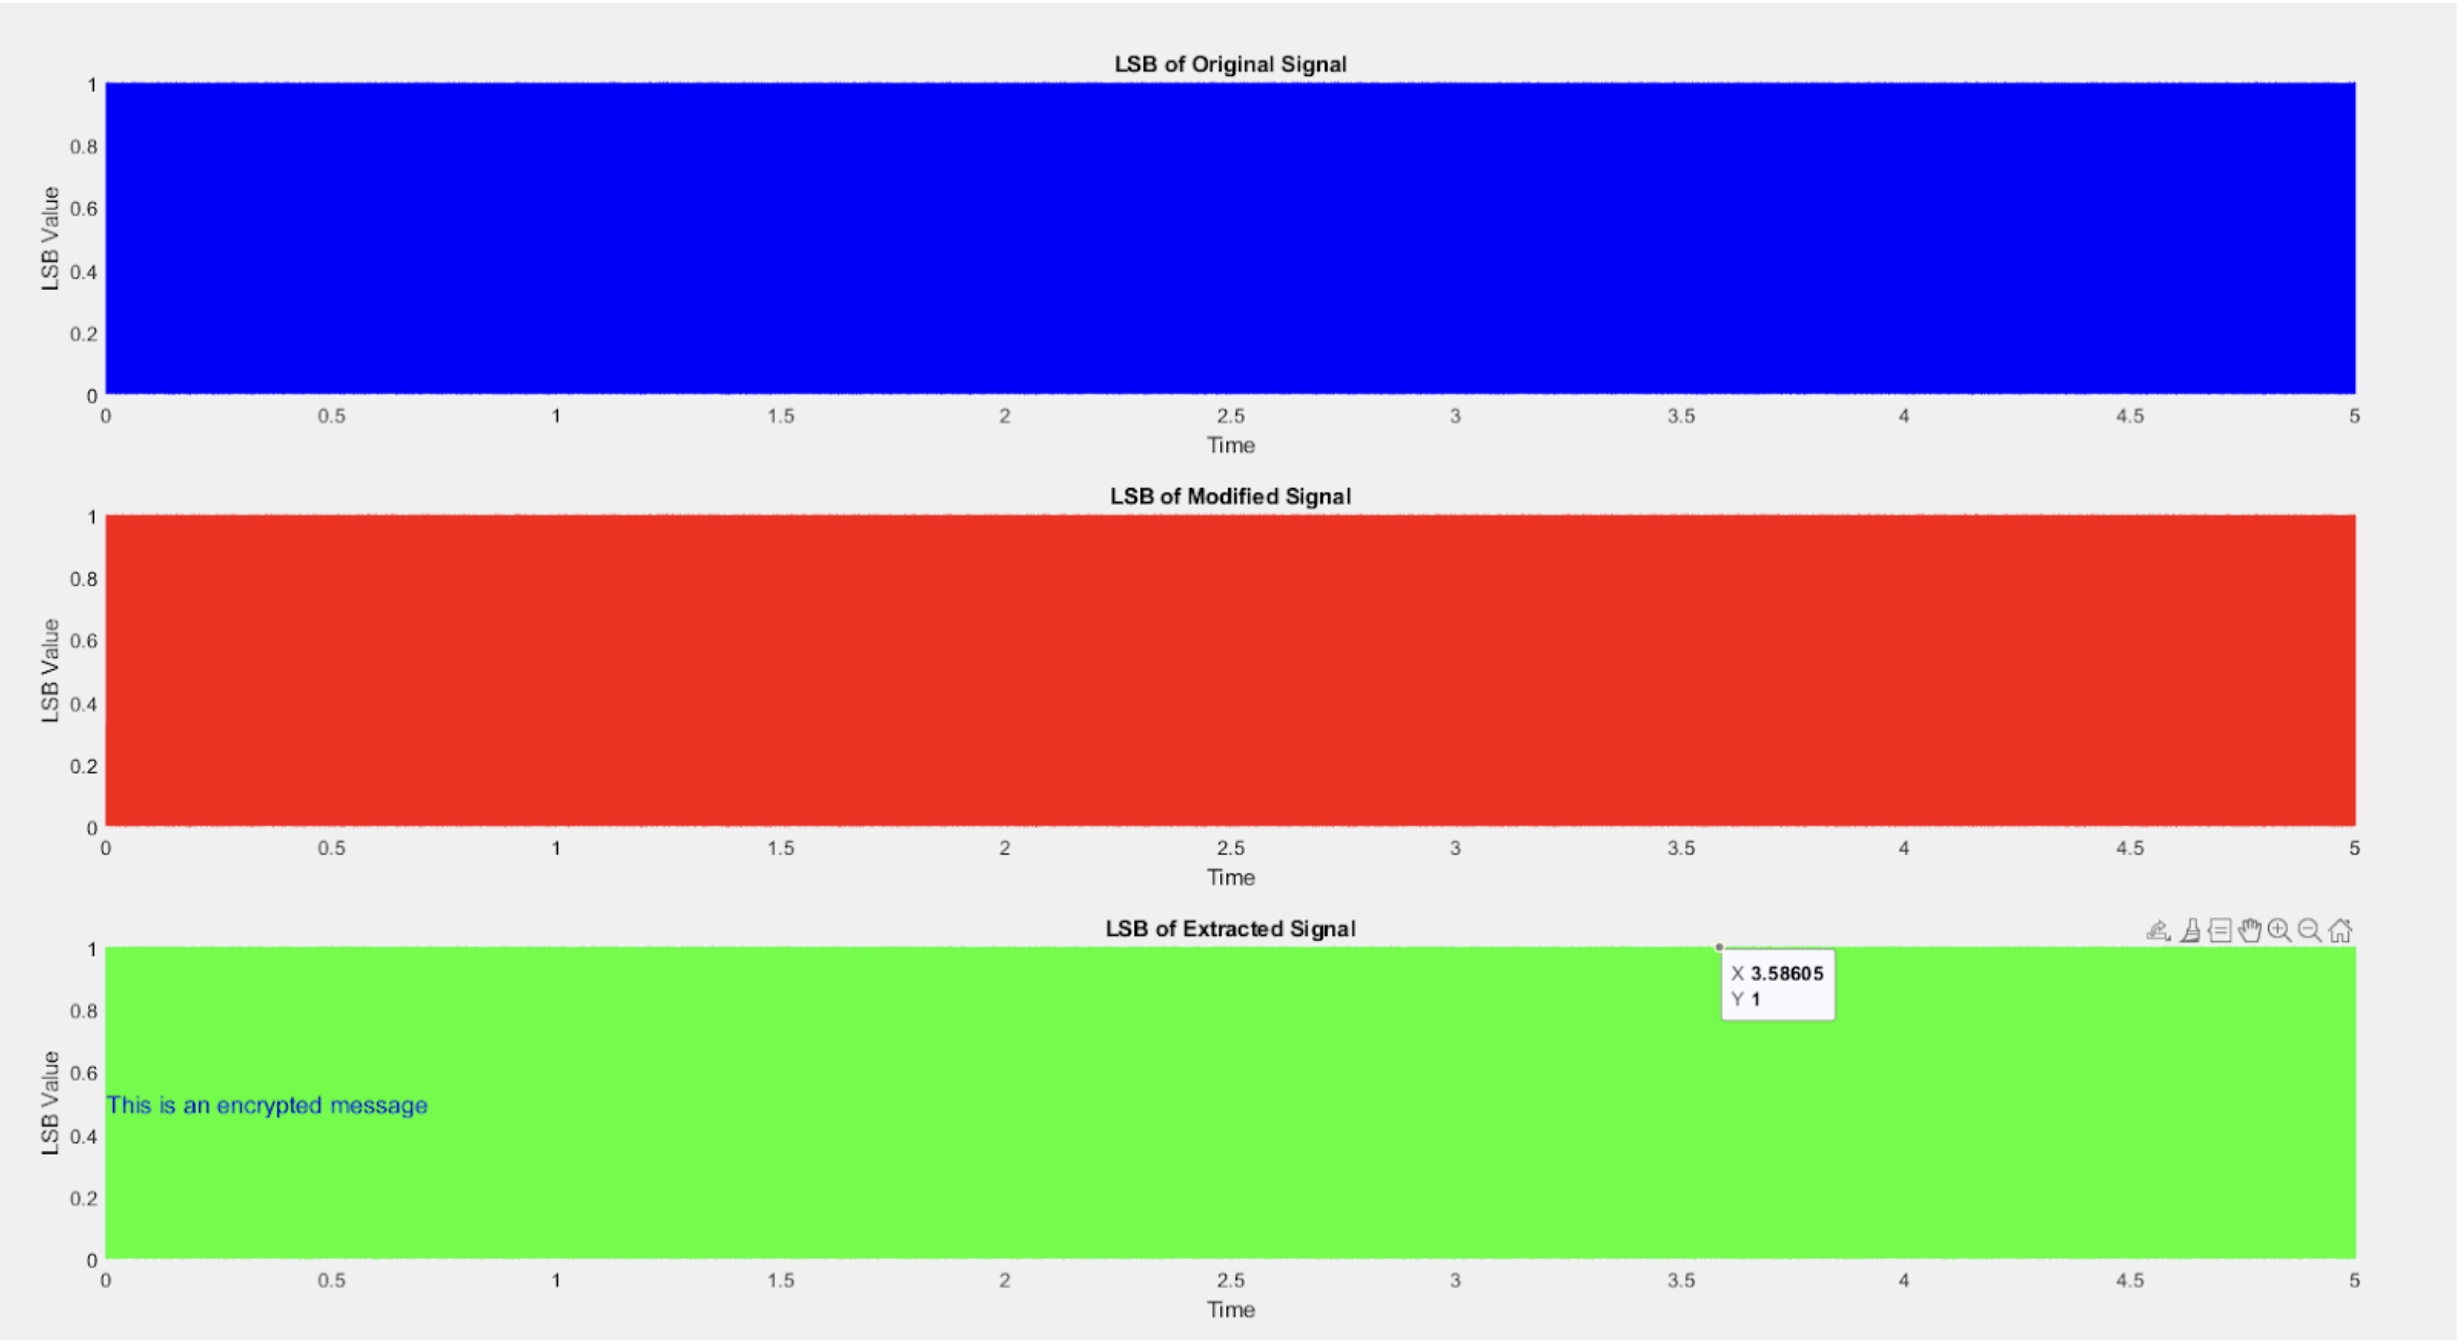 LSB of Original Signal
1
0.8
0.6
0.4
0.2
0
LSB Value
0 0.5 1 1.5 2 2.5 3 3.5 4 4.5 5
Time
LSB of Modified Signal
1
0.8
0.6
0.4
0.2
0
LSB Value
0 0.5 1 1.5 2 2.5 3 3.5 4 4.5 5
Time
LSB of Extracted Signal
1
0.8
0.6
0.4
0.2
0
LSB Value
X 3.58605
Y 1
This is an encrypted message
0 0.5 1 1.5 2 2.5 3 3.5 4 4.5 5
Time